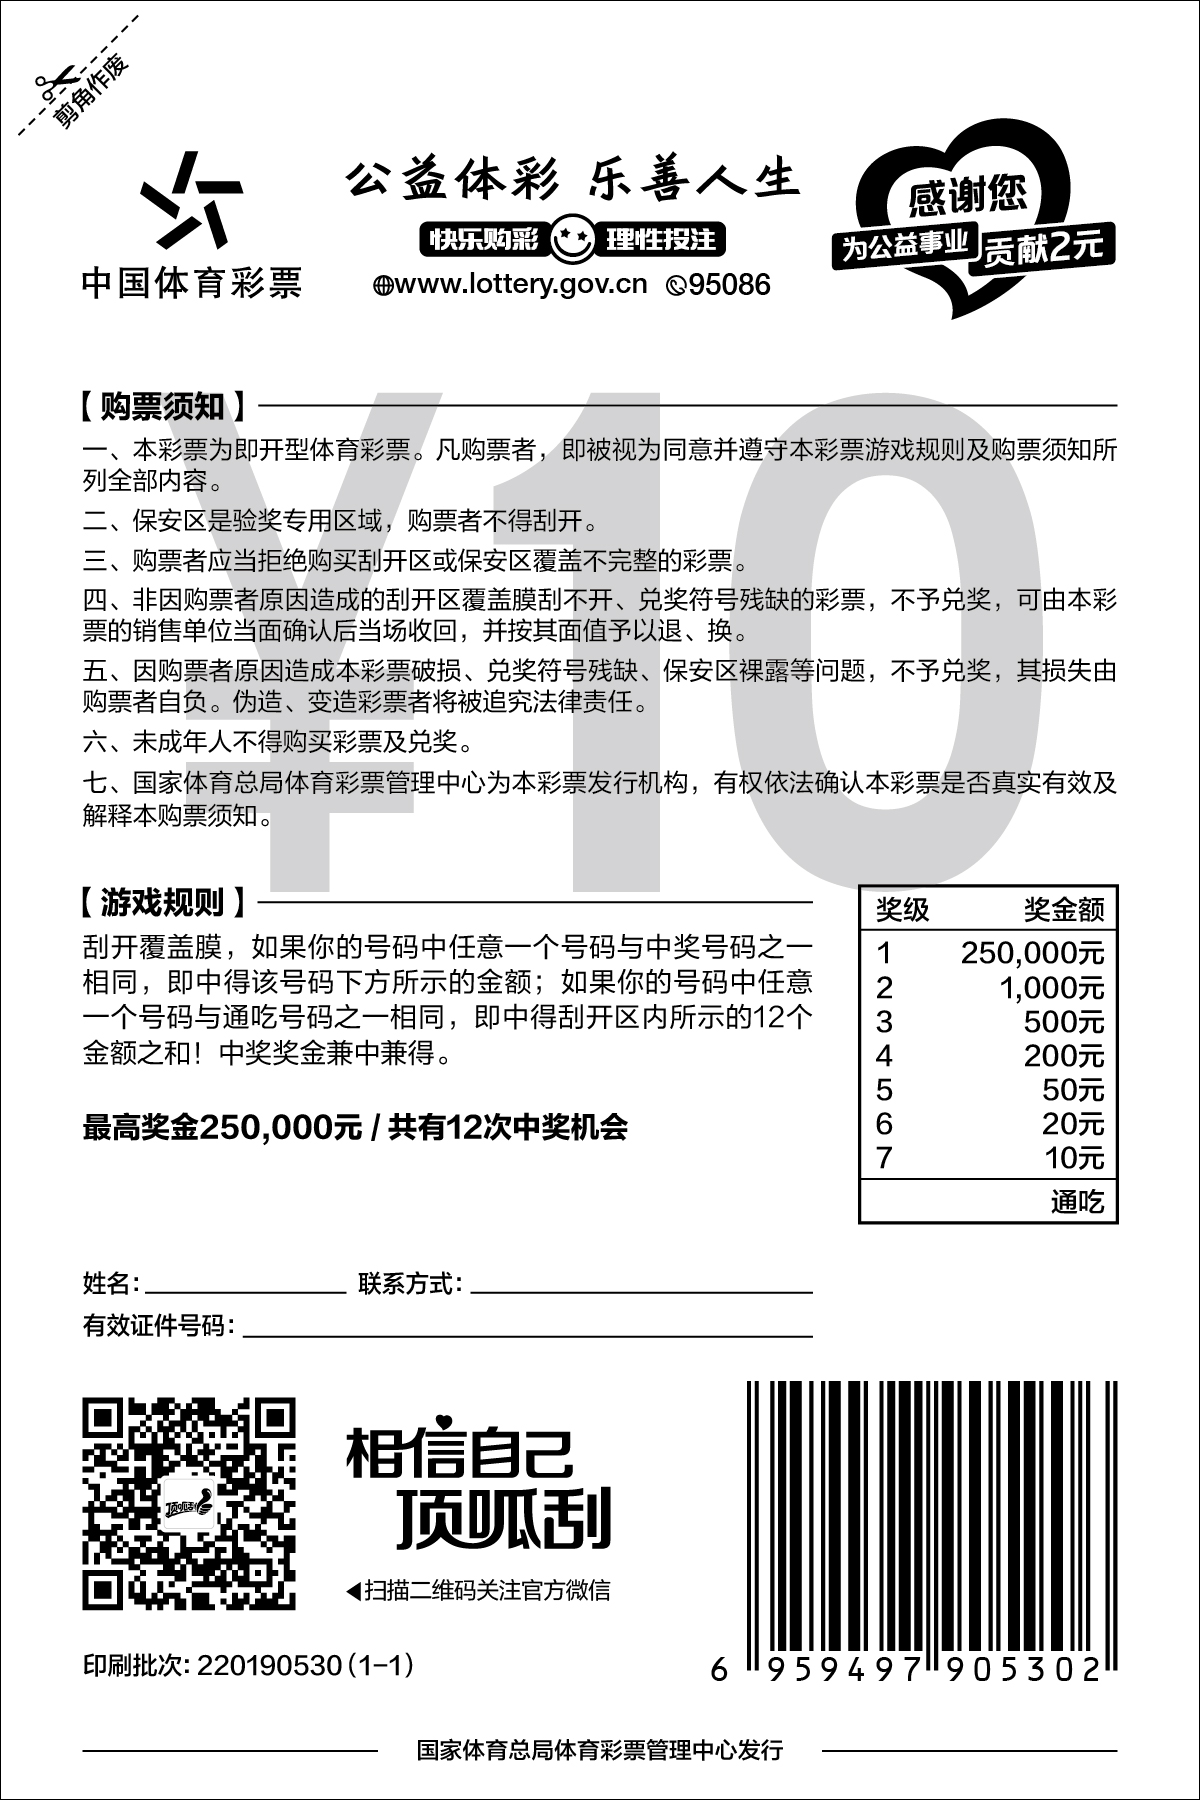 剪角作废
中国体育彩票
公益体彩 乐善人生
快乐购彩 理性投注
www.lottery.gov.cn 95086
感谢您
为公益事业 贡献2元
¥10
【购票须知】
一、本彩票为即开型体育彩票。凡购票者，即被视为同意并遵守本彩票游戏规则及购票须知所
列全部内容。
二、保安区是验奖专用区域，购票者不得刮开。
三、购票者应当拒绝购买刮开区或保安区覆盖不完整的彩票。
四、非因购票者原因造成的刮开区覆盖膜刮不开、兑奖符号残缺的彩票，不予兑奖，可由本彩
票的销售单位当面确认后当场收回，并按其面值予以退、换。
五、因购票者原因造成本彩票破损、兑奖符号残缺、保安区裸露等问题，不予兑奖，其损失由
购票者自负。伪造、变造彩票者将被追究法律责任。
六、未成年人不得购买彩票及兑奖。
七、国家体育总局体育彩票管理中心为本彩票发行机构，有权依法确认本彩票是否真实有效及
解释本购票须知。
【游戏规则】
刮开覆盖膜，如果你的号码中任意一个号码与中奖号码之一
相同，即中得该号码下方所示的金额；如果你的号码中任意
一个号码与通吃号码之一相同，即中得刮开区内所示的12个
金额之和！中奖奖金兼中兼得。
最高奖金250,000元 / 共有12次中奖机会
奖级 奖金额
1 250,000元
2 1,000元
3 500元
4 200元
5 50元
6 20元
7 10元
通吃
姓名： 联系方式：
有效证件号码：
顶呱刮
相信自己
顶呱刮
扫描二维码关注官方微信
印刷批次：220190530（1-1）
6 959497 905302
国家体育总局体育彩票管理中心发行